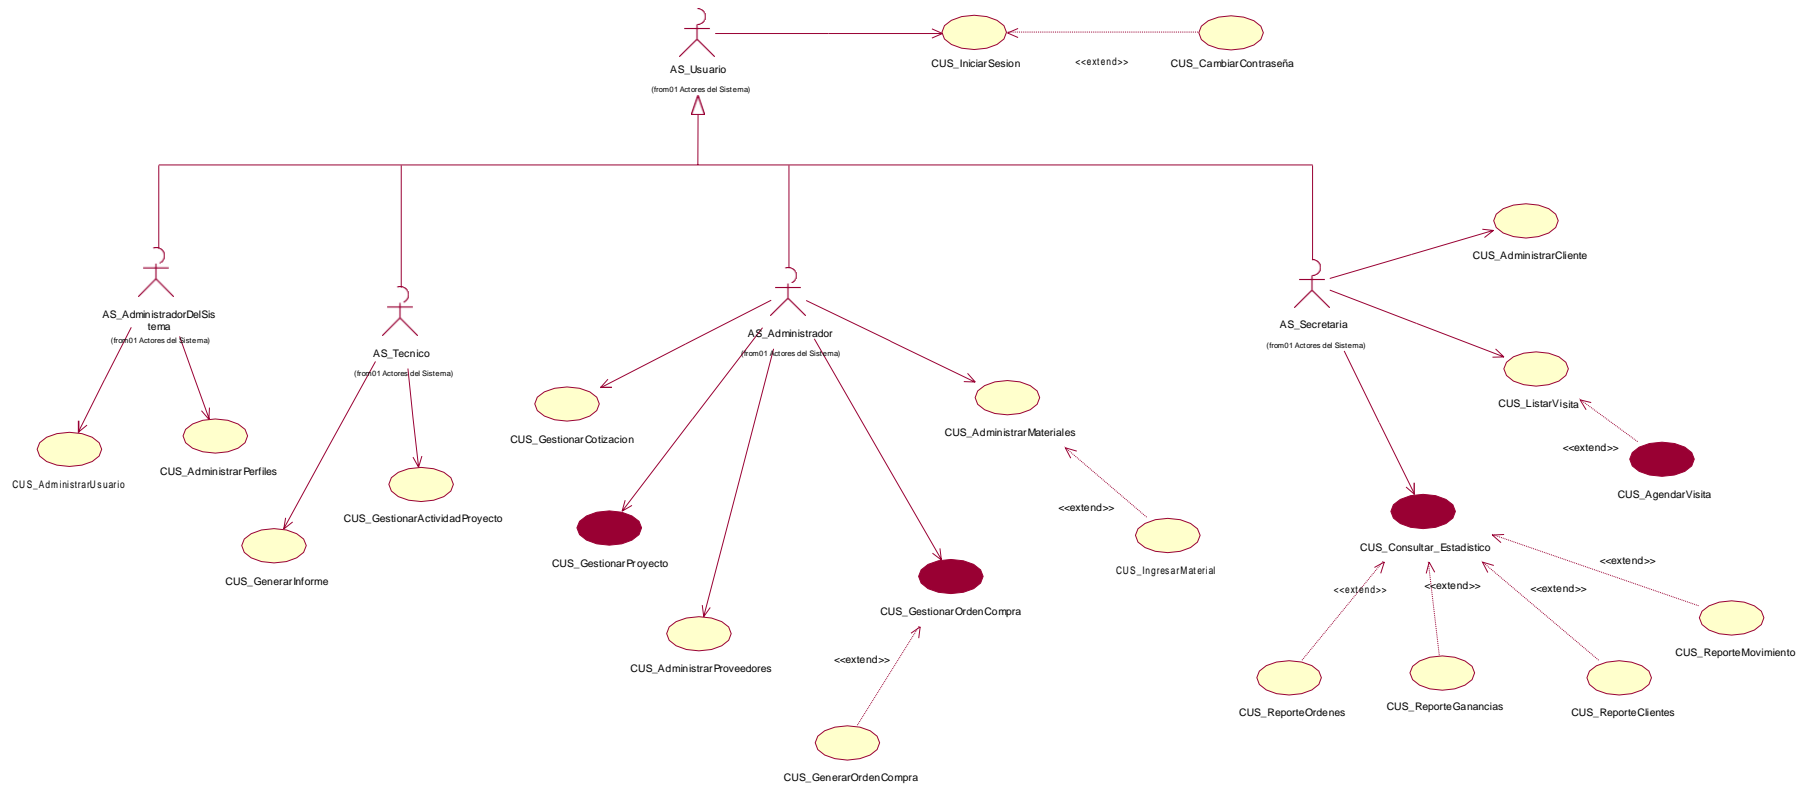 AS_Usuario
(from01 Actores del Sistema)
CUS_IniciarSesion
<<extend>>
CUS_CambiarContraseña
AS_AdministradorDelSis
tema
(from01 Actores del Sistema)
AS_Tecnico
(from01 Actores del Sistema)
AS_Administrador
(from01 Actores del Sistema)
AS_Secretaria
(from01 Actores del Sistema)
CUS_AdministrarCliente
CUS_ListarVisita
<<extend>>
CUS_AgendarVisita
CUS_AdministrarUsuario
CUS_AdministrarPerfiles
CUS_GenerarInforme
CUS_GestionarActividadProyecto
CUS_GestionarCotizacion
CUS_GestionarProyecto
CUS_AdministrarProveedores
CUS_AdministrarMateriales
<<extend>>
CUS_IngresarMaterial
CUS_GestionarOrdenCompra
<<extend>>
CUS_GenerarOrdenCompra
CUS_Consultar_Estadistico
<<extend>>
<<extend>>
<<extend>>
<<extend>>
CUS_ReporteOrdenes
CUS_ReporteGanancias
CUS_ReporteClientes
CUS_ReporteMovimiento